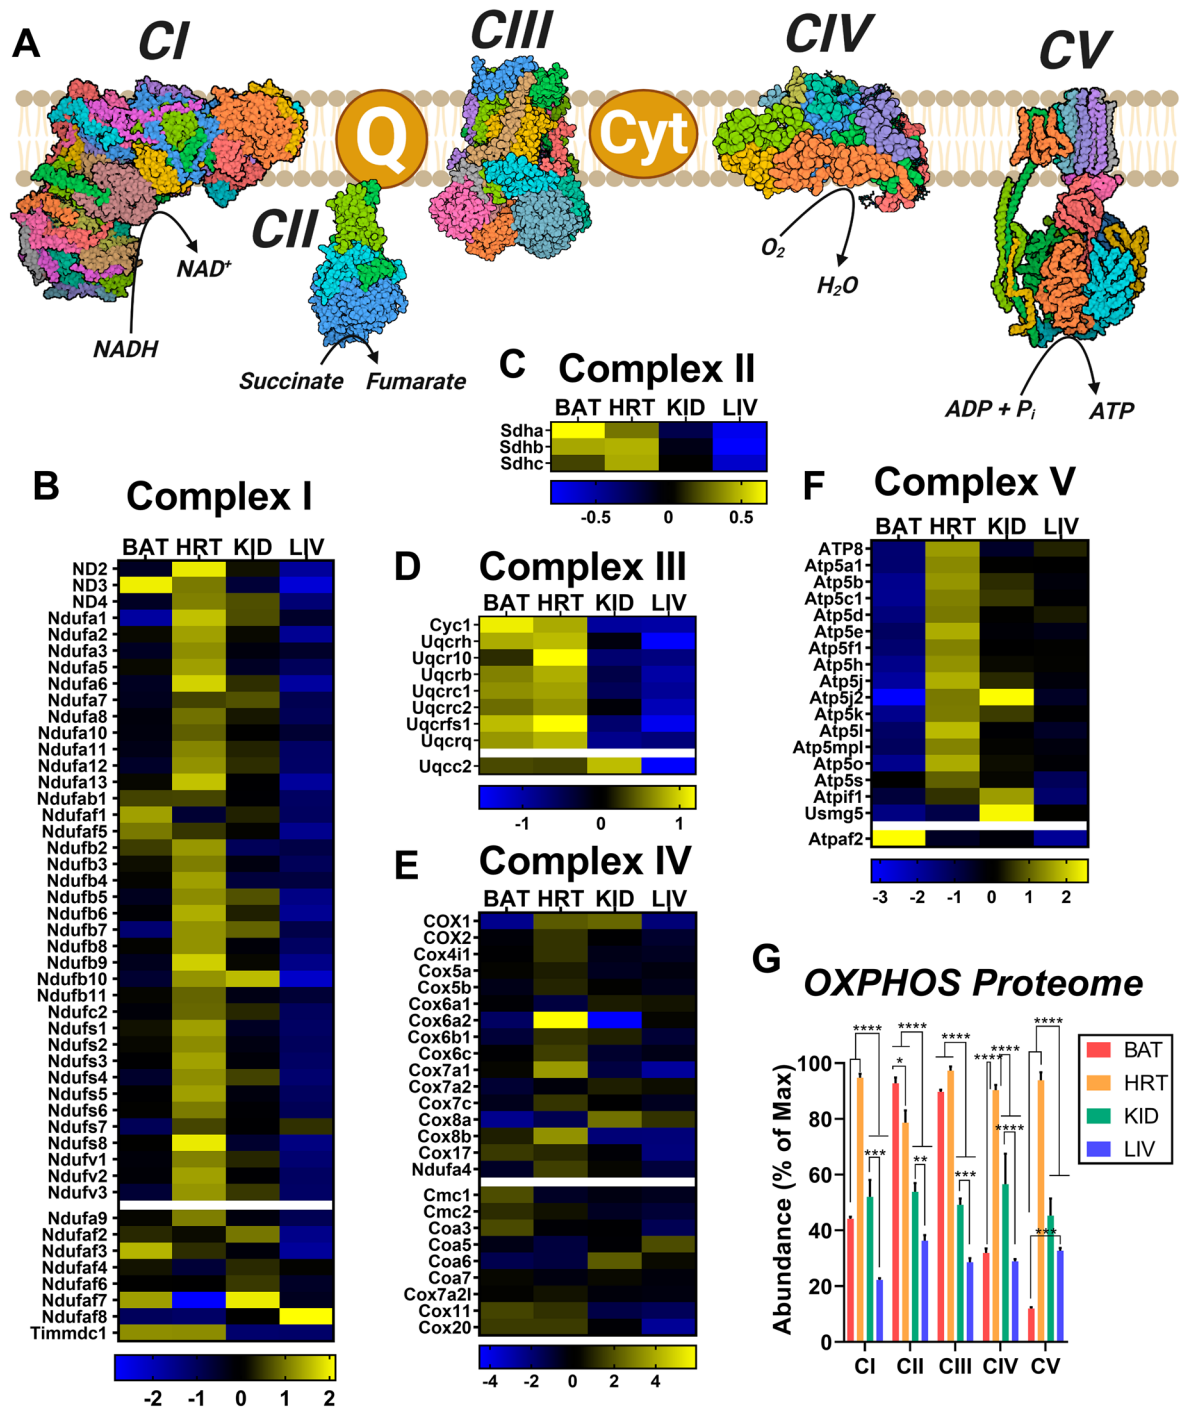 A
CI
CIII
CIV
CV
Q
Cyt
CII
NAD+
NADH
O2
H2O
Succinate
Fumarate
ADP + Pi
ATP
C
Complex II
BAT HRT KID LIV
Sdha
Sdhb
Sdhc
-0.5 0 0.5
B
Complex I
BAT HRT KID LIV
ND2
ND3
ND4
Ndufa1
Ndufa2
Ndufa3
Ndufa5
Ndufa6
Ndufa7
Ndufa8
Ndufa10
Ndufa11
Ndufa12
Ndufa13
Ndufab1
Ndufaf1
Ndufaf5
Ndufb2
Ndufb3
Ndufb4
Ndufb5
Ndufb6
Ndufb7
Ndufb8
Ndufb9
Ndufb10
Ndufb11
Ndufc2
Ndufs1
Ndufs2
Ndufs3
Ndufs4
Ndufs5
Ndufs6
Ndufs7
Ndufs8
Ndufv1
Ndufv2
Ndufv3
Ndufa9
Ndufaf2
Ndufaf3
Ndufaf4
Ndufaf6
Ndufaf7
Ndufaf8
Timmdc1
-2 -1 0 1 2
D
Complex III
BAT HRT KID LIV
Cyc1
Uqcrh
Uqcr10
Uqcrb
Uqcrc1
Uqcrc2
Uqcrfs1
Uqcrq
Uqcc2
-1 0 1
E
Complex IV
BAT HRT KID LIV
COX1
COX2
Cox4i1
Cox5a
Cox5b
Cox6a1
Cox6a2
Cox6b1
Cox6c
Cox7a1
Cox7a2
Cox7c
Cox8a
Cox8b
Cox17
Ndufa4
Cmc1
Cmc2
Coa3
Coa5
Coa6
Coa7
Cox7a2l
Cox11
Cox20
-4 -2 0 2 4
F
Complex V
BAT HRT KID LIV
ATP8
Atp5a1
Atp5b
Atp5c1
Atp5d
Atp5e
Atp5f1
Atp5h
Atp5j
Atp5j2
Atp5k
Atp5l
Atp5mpl
Atp5o
Atp5s
Atpif1
Usmg5
Atpaf2
-3 -2 -1 0 1 2
G
OXPHOS Proteome
Abundance (% of Max)
100
80
60
40
20
0
**** **** **** **** **** ****
*
*** ** *** **** ***
CI CII CIII CIV CV
BAT
HRT
KID
LIV